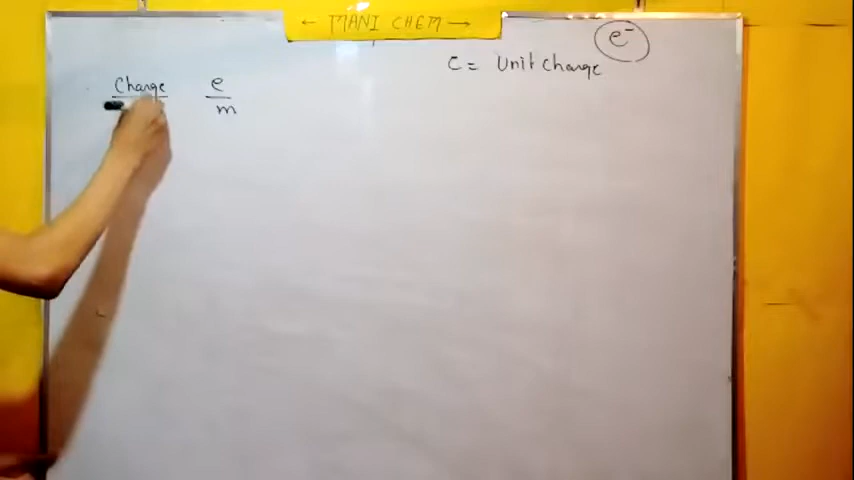 ← MANI CHEM →
e⁻
e = Unit Charge
Charge e
m